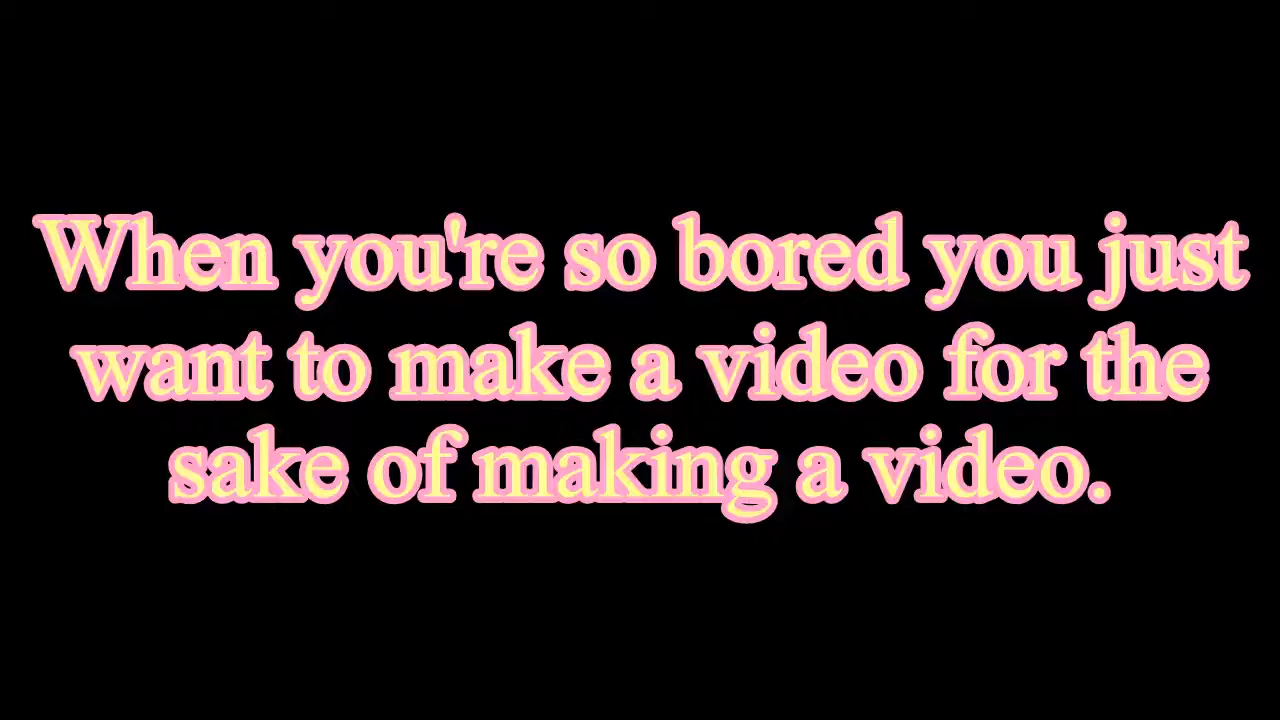 When you're so bored you just
want to make a video for the
sake of making a video.